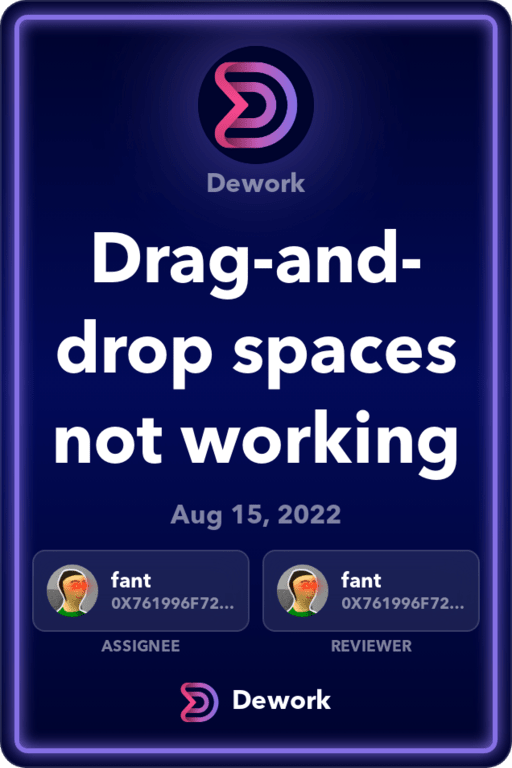 Dework
Drag-and-
drop spaces
not working
Aug 15, 2022
fant
0X761996F72...
ASSIGNEE
fant
0X761996F72...
REVIEWER
Dework